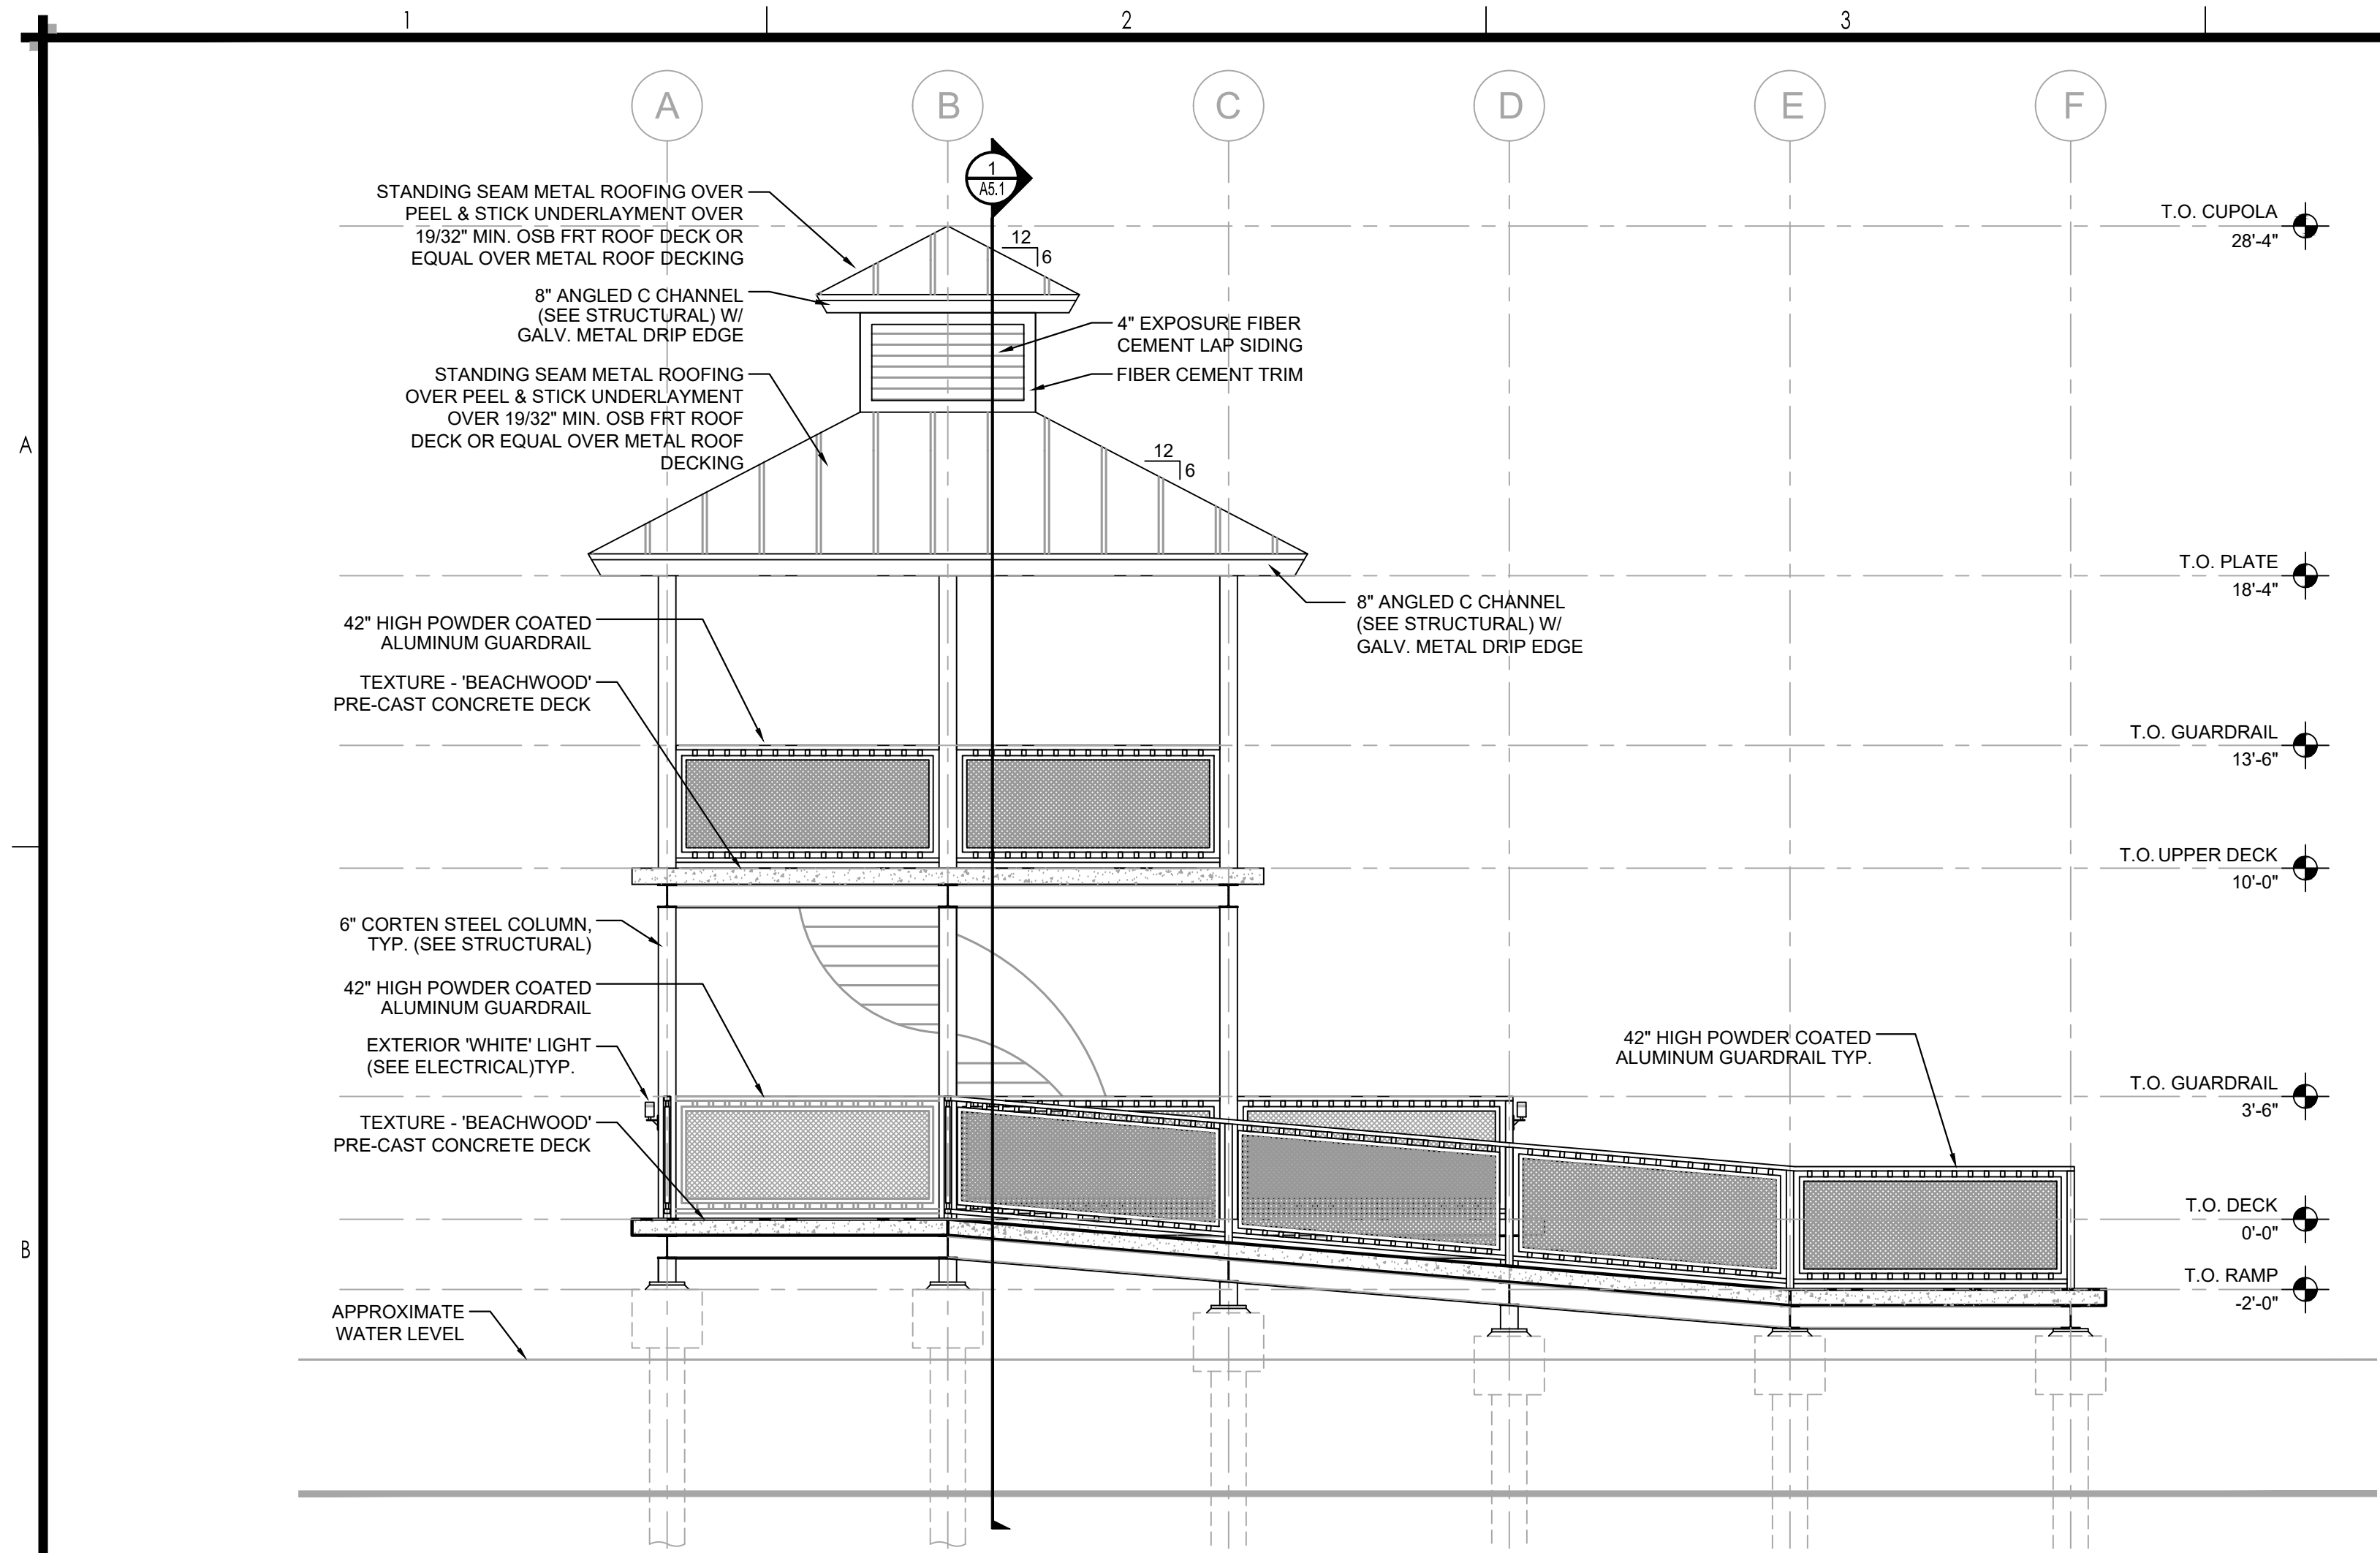 1
2
3
A
B
C
D
E
F
1
A5.1
STANDING SEAM METAL ROOFING OVER
PEEL & STICK UNDERLAYMENT OVER
19/32" MIN. OSB FRT ROOF DECK OR
EQUAL OVER METAL ROOF DECKING
T.O. CUPOLA
28'-4"
12
6
8" ANGLED C CHANNEL
(SEE STRUCTURAL) W/
GALV. METAL DRIP EDGE
4" EXPOSURE FIBER
CEMENT LAP SIDING
FIBER CEMENT TRIM
STANDING SEAM METAL ROOFING
OVER PEEL & STICK UNDERLAYMENT
OVER 19/32" MIN. OSB FRT ROOF
DECK OR EQUAL OVER METAL ROOF
DECKING
A
12
6
T.O. PLATE
18'-4"
8" ANGLED C CHANNEL
(SEE STRUCTURAL) W/
GALV. METAL DRIP EDGE
42" HIGH POWDER COATED
ALUMINUM GUARDRAIL
TEXTURE - 'BEACHWOOD'
PRE-CAST CONCRETE DECK
T.O. GUARDRAIL
13'-6"
T.O. UPPER DECK
10'-0"
6" CORTEN STEEL COLUMN,
TYP. (SEE STRUCTURAL)
42" HIGH POWDER COATED
ALUMINUM GUARDRAIL
EXTERIOR 'WHITE' LIGHT
(SEE ELECTRICAL)TYP.
42" HIGH POWDER COATED
ALUMINUM GUARDRAIL TYP.
T.O. GUARDRAIL
3'-6"
TEXTURE - 'BEACHWOOD'
PRE-CAST CONCRETE DECK
T.O. DECK
0'-0"
B
T.O. RAMP
-2'-0"
APPROXIMATE
WATER LEVEL